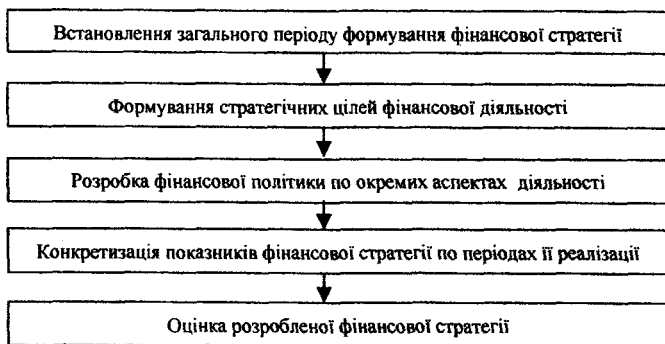 Встановлення загального періоду формування фінансової стратегії
Формування стратегічних цілей фінансової діяльності
Розробка фінансової політики по окремих аспектах діяльності
Конкретизація показників фінансової стратегії по періодах її реалізації
Оцінка розробленої фінансової стратегії